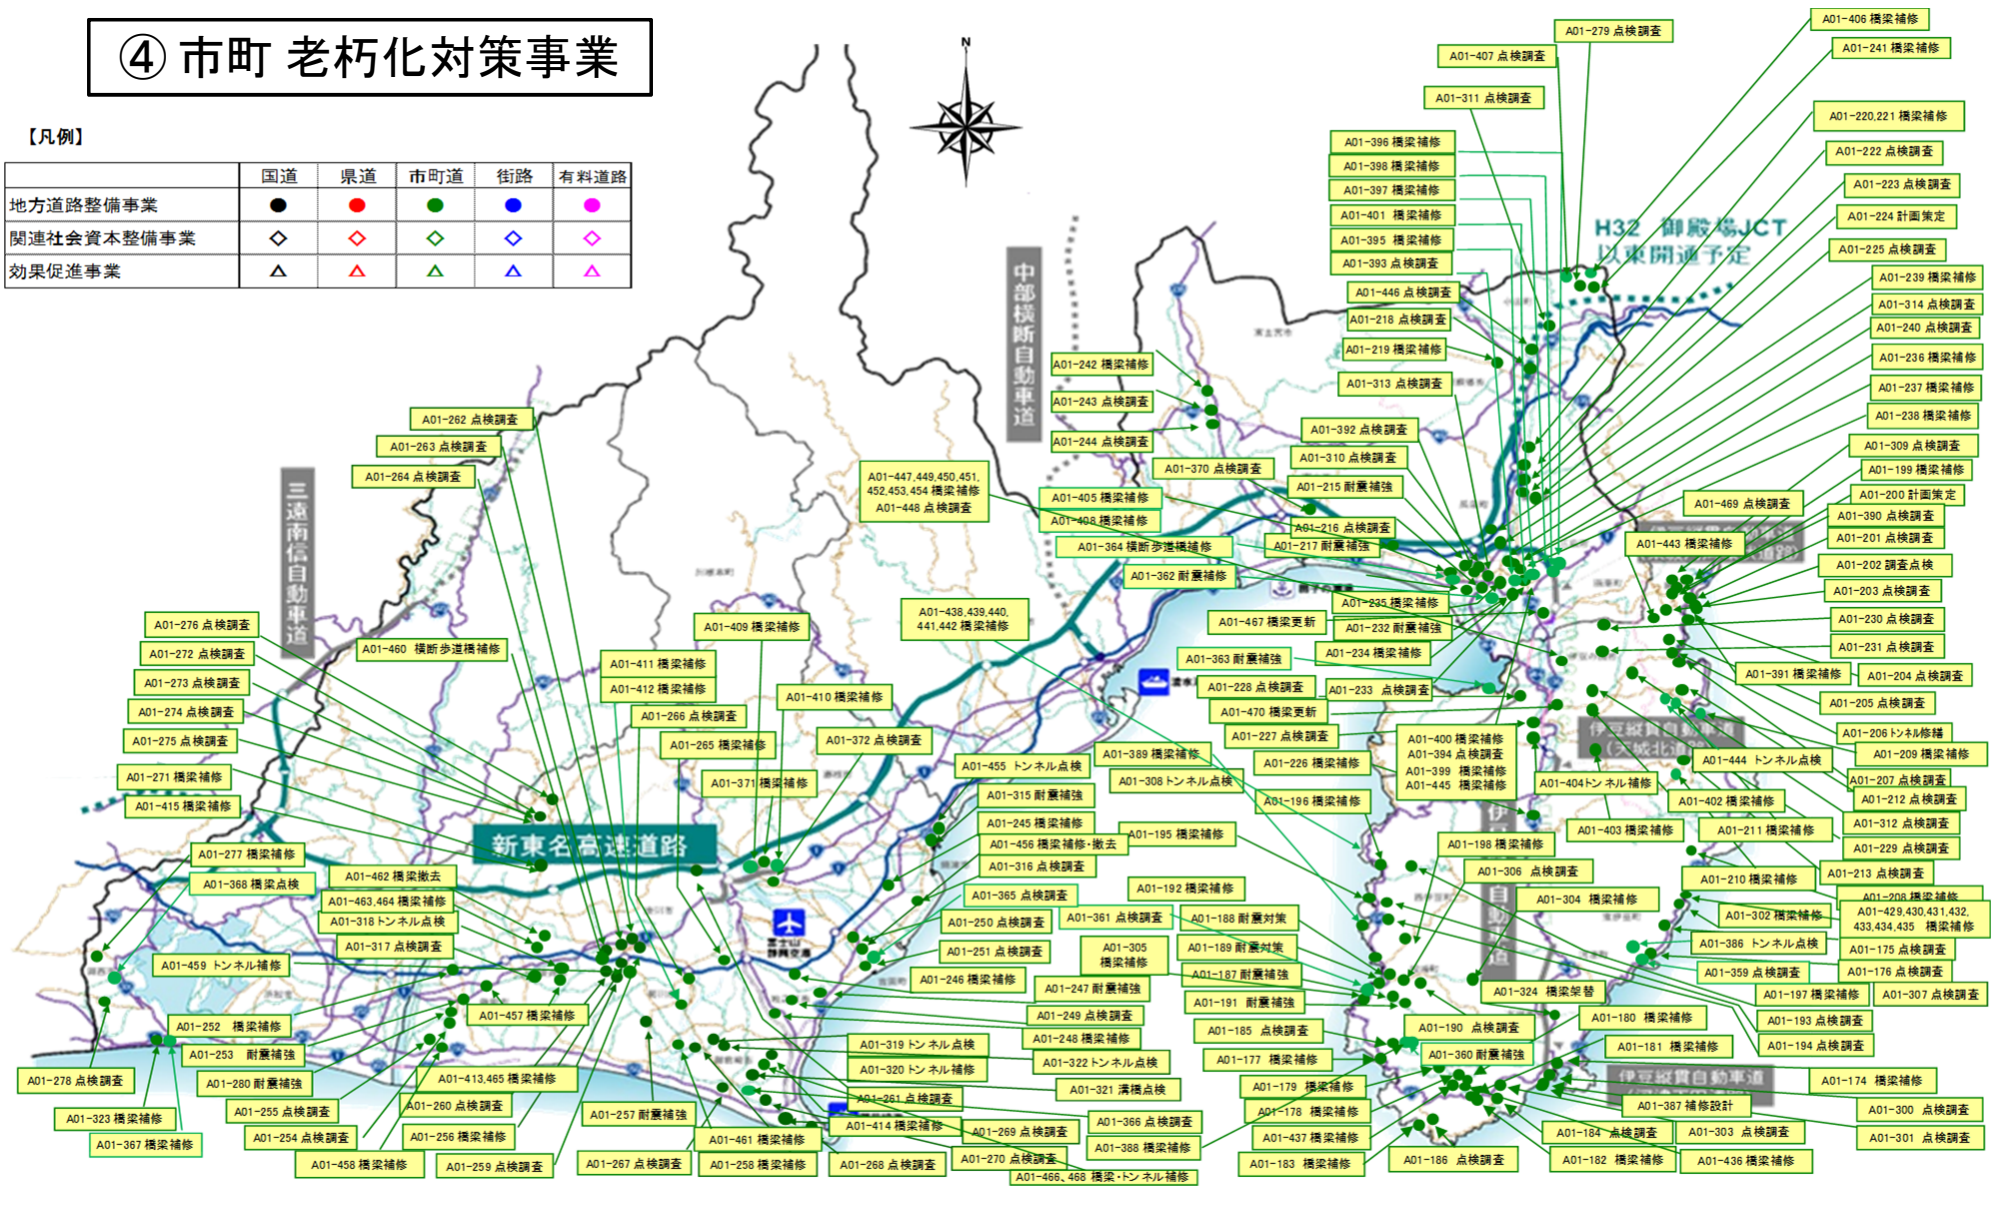 ④ 市町 老朽化対策事業
【凡例】
国道 県道 市町道 街路 有料道路
地方道路整備事業
関連社会資本整備事業
効果促進事業
N
中部横断自動車道
三遠南信自動車道
新東名高速道路
H32 御殿場JCT
以東開通予定
富士山
静岡空港
伊豆縦貫自動車道
(天城北道路)
伊豆縦貫自動車道
A01-279 点検調査
A01-407 点検調査
A01-311 点検調査
A01-406 橋梁補修
A01-241 橋梁補修
A01-220,221 橋梁補修
A01-222 点検調査
A01-223 点検調査
A01-224 計画策定
A01-225 点検調査
A01-239 橋梁補修
A01-314 点検調査
A01-240 点検調査
A01-236 橋梁補修
A01-237 橋梁補修
A01-238 橋梁補修
A01-309 点検調査
A01-199 橋梁補修
A01-200 計画策定
A01-390 点検調査
A01-201 点検調査
A01-202 調査点検
A01-203 点検調査
A01-230 点検調査
A01-231 点検調査
A01-391 橋梁補修
A01-204 点検調査
A01-205 点検調査
A01-206 トンネル修繕
A01-209 橋梁補修
A01-444 トンネル点検
A01-207 点検調査
A01-212 点検調査
A01-312 点検調査
A01-229 点検調査
A01-213 点検調査
A01-208 橋梁補修
A01-429,430,431,432,
433,434,435 橋梁補修
A01-175 点検調査
A01-176 点検調査
A01-307 点検調査
A01-396 橋梁補修
A01-398 橋梁補修
A01-397 橋梁補修
A01-401 橋梁補修
A01-395 橋梁補修
A01-393 点検調査
A01-446 点検調査
A01-218 点検調査
A01-219 橋梁補修
A01-313 点検調査
A01-392 点検調査
A01-310 点検調査
A01-215 耐震補強
A01-216 点検調査
A01-217 耐震補強
A01-469 点検調査
A01-443 橋梁補修
A01-242 橋梁補修
A01-243 点検調査
A01-244 点検調査
A01-370 点検調査
A01-405 橋梁補修
A01-408 橋梁補修
A01-364 横断歩道橋補修
A01-362 耐震補修
A01-447,449,450,451,
452,453,454 橋梁補修
A01-448 点検調査
A01-438,439,440,
441,442 橋梁補修
A01-235 橋梁補修
A01-467 橋梁更新
A01-232 耐震補強
A01-234 橋梁補修
A01-363 耐震補強
A01-228 点検調査
A01-233 点検調査
A01-470 橋梁更新
A01-227 点検調査
A01-226 橋梁補修
A01-400 橋梁補修
A01-394 点検調査
A01-399 橋梁補修
A01-445 橋梁補修
A01-404トンネル補修
A01-402 橋梁補修
A01-403 橋梁補修
A01-211 橋梁補修
A01-210 橋梁補修
A01-389 橋梁補修
A01-308 トンネル点検
A01-196 橋梁補修
A01-195 橋梁補修
A01-198 橋梁補修
A01-306 点検調査
A01-304 橋梁補修
A01-302 橋梁補修
A01-386 トンネル点検
A01-359 点検調査
A01-197 橋梁補修
A01-193 点検調査
A01-194 点検調査
A01-324 橋梁架替
A01-180 橋梁補修
A01-181 橋梁補修
A01-174 橋梁補修
A01-387 補修設計
A01-300 点検調査
A01-301 点検調査
A01-184 点検調査
A01-303 点検調査
A01-182 橋梁補修
A01-436 橋梁補修
A01-186 点検調査
A01-190 点検調査
A01-360 耐震補強
A01-192 橋梁補修
A01-361 点検調査
A01-188 耐震対策
A01-305
橋梁補修
A01-189 耐震対策
A01-187 耐震補強
A01-191 耐震補強
A01-185 点検調査
A01-177 橋梁補修
A01-179 橋梁補修
A01-178 橋梁補修
A01-437 橋梁補修
A01-183 橋梁補修
A01-262 点検調査
A01-263 点検調査
A01-264 点検調査
A01-276 点検調査
A01-272 点検調査
A01-273 点検調査
A01-274 点検調査
A01-275 点検調査
A01-271 橋梁補修
A01-415 橋梁補修
A01-460 横断歩道橋補修
A01-409 橋梁補修
A01-411 橋梁補修
A01-412 橋梁補修
A01-410 橋梁補修
A01-266 点検調査
A01-265 橋梁補修
A01-372 点検調査
A01-371 橋梁補修
A01-455 トンネル点検
A01-315 耐震補強
A01-245 橋梁補修
A01-456 橋梁補修・撤去
A01-316 点検調査
A01-365 点検調査
A01-250 点検調査
A01-251 点検調査
A01-246 橋梁補修
A01-247 耐震補強
A01-249 点検調査
A01-248 橋梁補修
A01-322 トンネル点検
A01-321 溝橋点検
A01-319 トンネル点検
A01-320 トンネル補修
A01-261 点検調査
A01-414 橋梁補修
A01-366 点検調査
A01-269 点検調査
A01-388 橋梁補修
A01-270 点検調査
A01-466、468 橋梁・トンネル補修
A01-268 点検調査
A01-277 橋梁補修
A01-368 橋梁点検
A01-462 橋梁撤去
A01-463,464 橋梁補修
A01-318 トンネル点検
A01-317 点検調査
A01-459 トンネル補修
A01-457 橋梁補修
A01-252 橋梁補修
A01-253 耐震補強
A01-280 耐震補強
A01-255 点検調査
A01-254 点検調査
A01-458 橋梁補修
A01-413,465 橋梁補修
A01-260 点検調査
A01-256 橋梁補修
A01-259 点検調査
A01-257 耐震補強
A01-267 点検調査
A01-461 橋梁補修
A01-258 橋梁補修
A01-278 点検調査
A01-323 橋梁補修
A01-367 橋梁補修